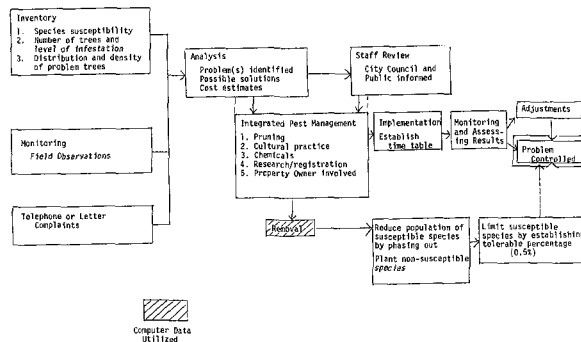 Inventory
1. Species susceptibility
2. Number of trees and
level of infestation
3. Distribution and density
of problem trees
Monitoring
Field Observations
Telephone or Letter
Complaints
Analysis
Problem(s) identified
Possible solutions
Cost estimates
Staff Review
City Council and
Public informed
Integrated Pest Management
1. Pruning
2. Cultural practice
3. Chemicals
4. Research/registration
5. Property Owner involved
Implementation
Establish
time table
Monitoring
and Assess-
ing Results
Adjustments
Problem
Controlled
Removal
Reduce population of
susceptible species by
phasing out
Plant non-susceptible
species
Limit susceptible
species by establishing
tolerable percentage
(0.5%)
Computer Data
Utilized